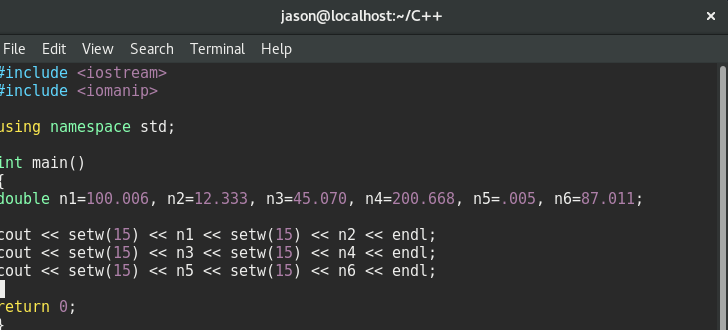 jason@localhost:~/C++
File Edit View Search Terminal Help
#include <iostream>
#include <iomanip>
using namespace std;
int main()
{
double n1=100.006, n2=12.333, n3=45.070, n4=200.668, n5=.005, n6=87.011;
cout << setw(15) << n1 << setw(15) << n2 << endl;
cout << setw(15) << n3 << setw(15) << n4 << endl;
cout << setw(15) << n5 << setw(15) << n6 << endl;
return 0;
}